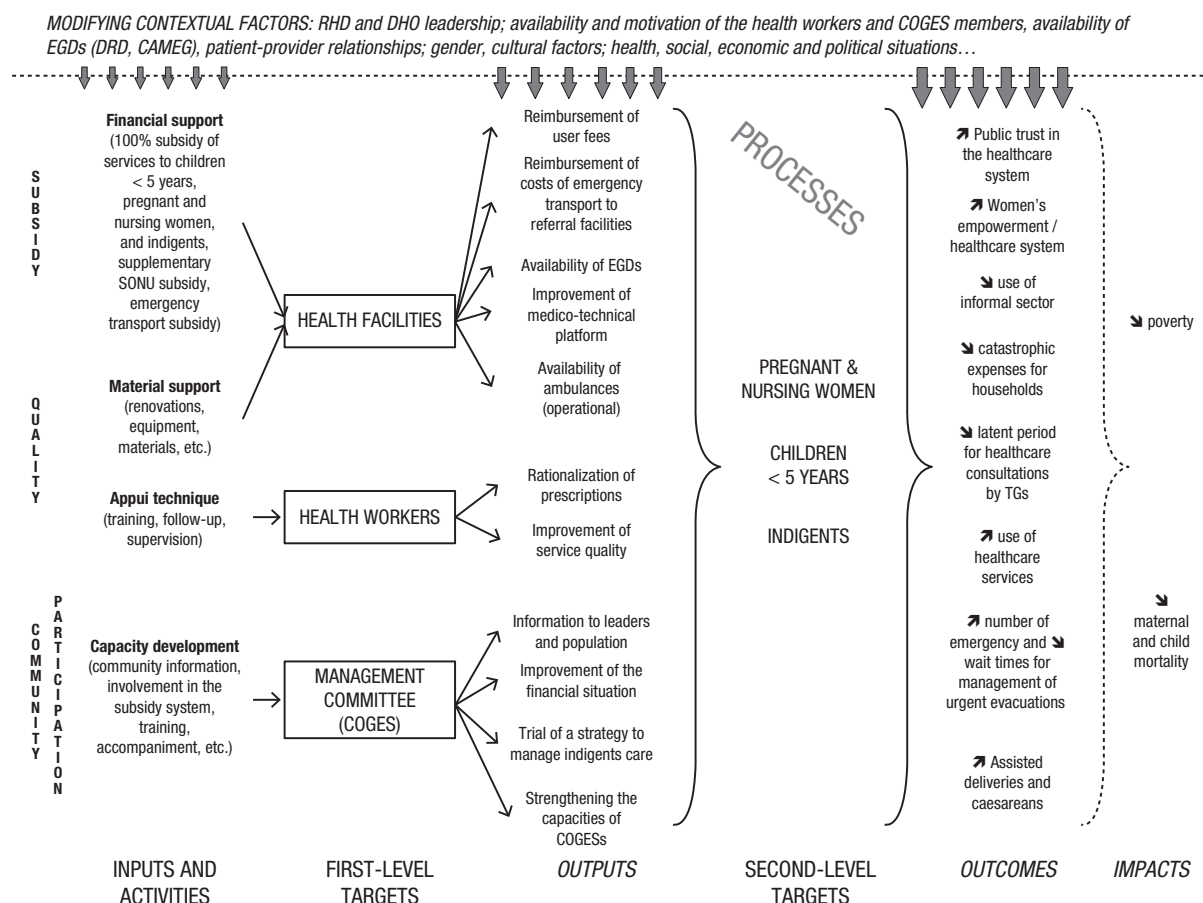 MODIFYING CONTEXTUAL FACTORS: RHD and DHO leadership; availability and motivation of the health workers and COGES members, availability of
EGDs (DRD, CAMEG), patient-provider relationships; gender, cultural factors; health, social, economic and political situations…
SUBSIDY
QUALITY
COMMUNITY
PARTICIPATION
Financial support
(100% subsidy of
services to children
< 5 years,
pregnant and
nursing women,
and indigents,
supplementary
SONU subsidy,
emergency
transport subsidy)
Material support
(renovations,
equipment,
materials, etc.)
Appui technique
(training, follow-up,
supervision)
Capacity development
(community information,
involvement in the
subsidy system,
training,
accompaniment, etc.)
HEALTH FACILITIES
HEALTH WORKERS
MANAGEMENT
COMMITTEE
(COGES)
Reimbursement of
user fees
Reimbursement of
costs of emergency
transport to
referral facilities
Availability of EGDs
Improvement of
medico-technical
platform
Availability of
ambulances
(operational)
Rationalization of
prescriptions
Improvement of
service quality
Information to leaders
and population
Improvement of the
financial situation
Trial of a strategy to
manage indigents care
Strengthening the
capacities of
COGESs
PROCESSES
PREGNANT &
NURSING WOMEN
CHILDREN
< 5 YEARS
INDIGENTS
Public trust in
the healthcare
system
Women’s
empowerment /
healthcare system
use of
informal sector
catastrophic
expenses for
households
latent period
for healthcare
consultations
by TGs
use of
healthcare
services
number of
emergency and
wait times for
management of
urgent evacuations
Assisted
deliveries and
caesareans
poverty
maternal
and child
mortality
INPUTS AND
ACTIVITIES
FIRST-LEVEL
TARGETS
OUTPUTS
SECOND-LEVEL
TARGETS
OUTCOMES
IMPACTS